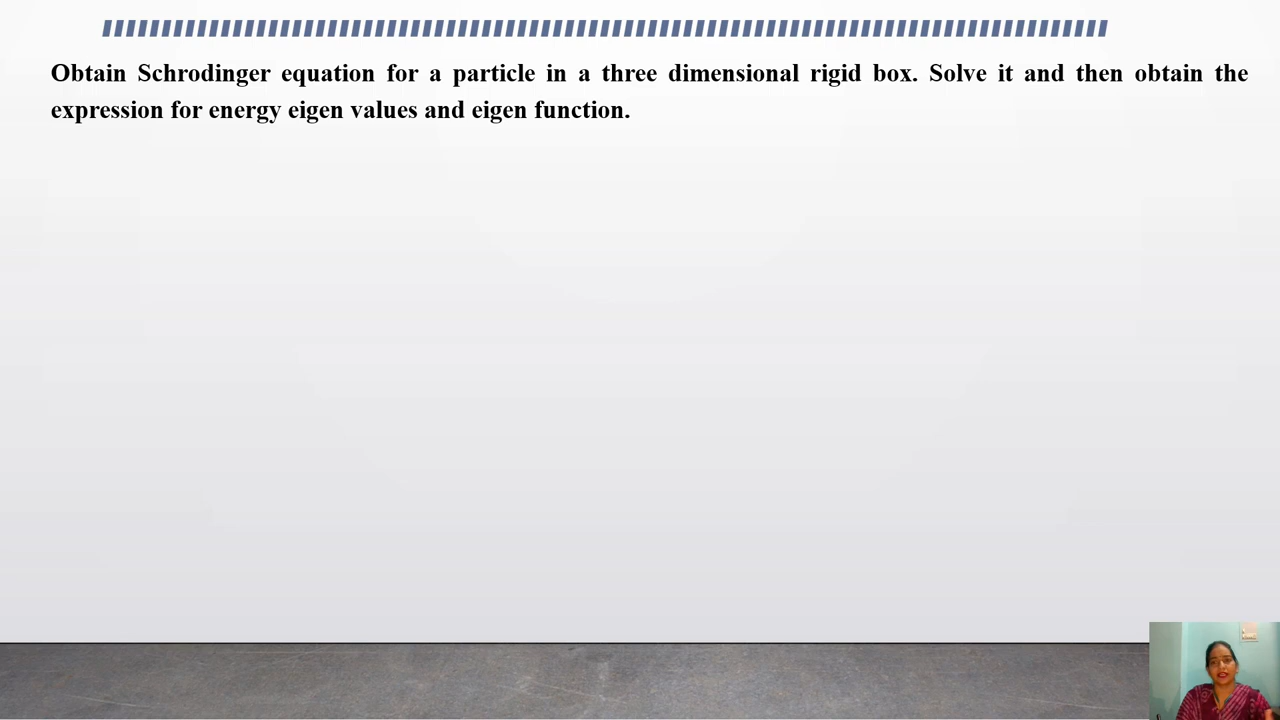 Obtain Schrodinger equation for a particle in a three dimensional rigid box. Solve it and then obtain the
expression for energy eigen values and eigen function.